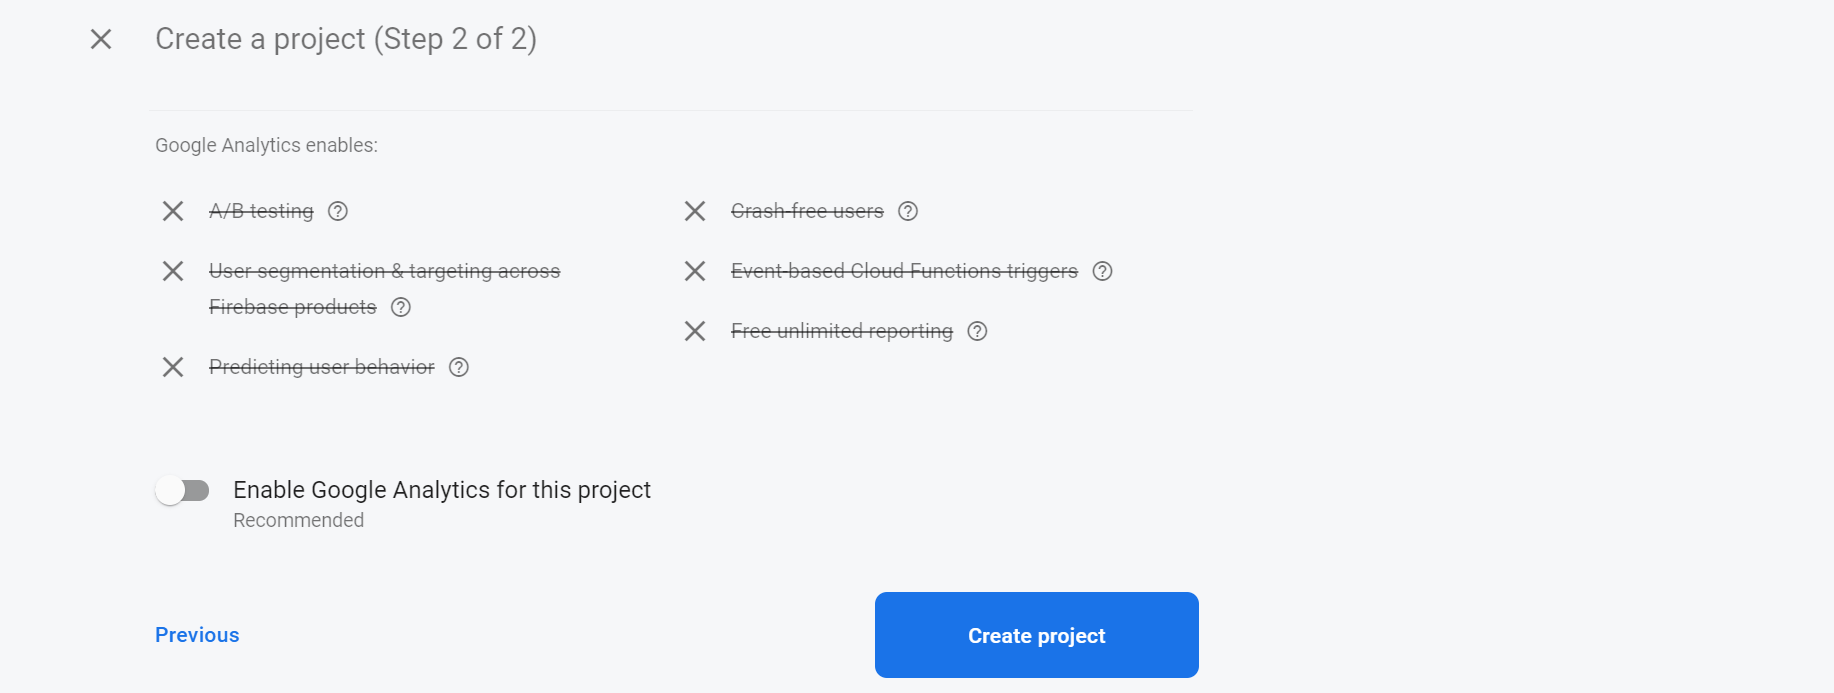 Create a project (Step 2 of 2)
Google Analytics enables:
A/B testing
User segmentation & targeting across
Firebase products
Predicting user behavior
Crash-free users
Event-based Cloud Functions triggers
Free unlimited reporting
Enable Google Analytics for this project
Recommended
Previous
Create project